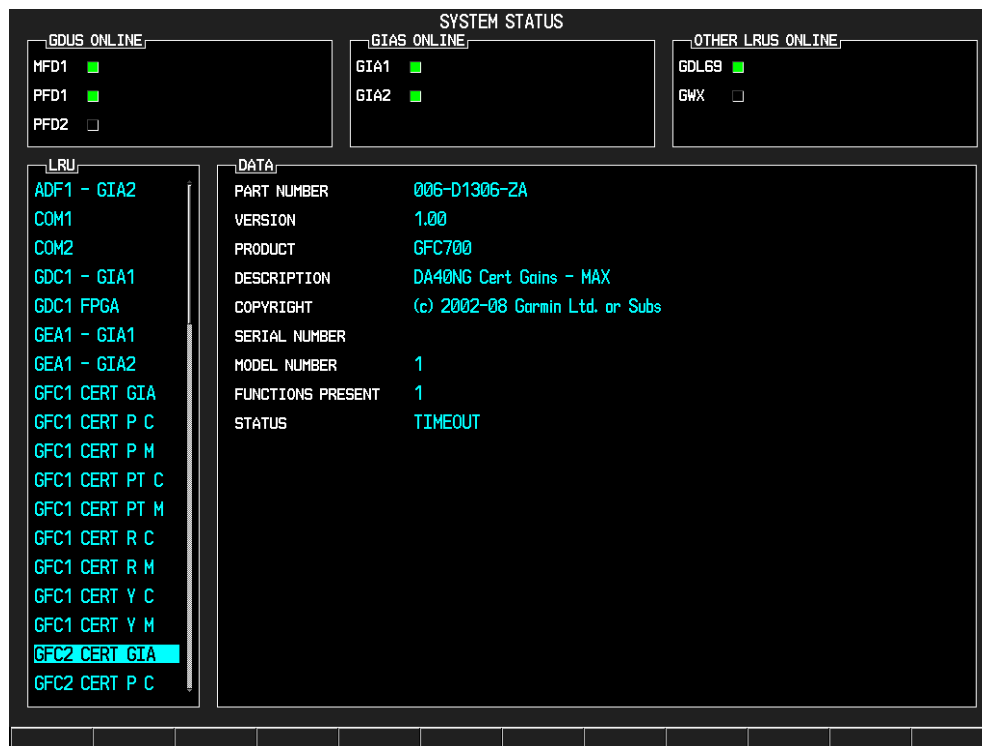 SYSTEM STATUS
GDUS ONLINE
MFD1
PFD1
PFD2
GIAS ONLINE
GIA1
GIA2
OTHER LRUS ONLINE
GDL69
GWX
LRU
ADF1 - GIA2
COM1
COM2
GDC1 - GIA1
GDC1 FPGA
GEA1 - GIA1
GEA1 - GIA2
GFC1 CERT GIA
GFC1 CERT P C
GFC1 CERT P M
GFC1 CERT PT C
GFC1 CERT PT M
GFC1 CERT R C
GFC1 CERT R M
GFC1 CERT Y C
GFC1 CERT Y M
GFC2 CERT GIA
GFC2 CERT P C
DATA
PART NUMBER 006-D1306-ZA
VERSION 1.00
PRODUCT GFC700
DESCRIPTION DA40NG Cert Gains - MAX
COPYRIGHT (c) 2002-08 Garmin Ltd. or Subs
SERIAL NUMBER
MODEL NUMBER 1
FUNCTIONS PRESENT 1
STATUS TIMEOUT